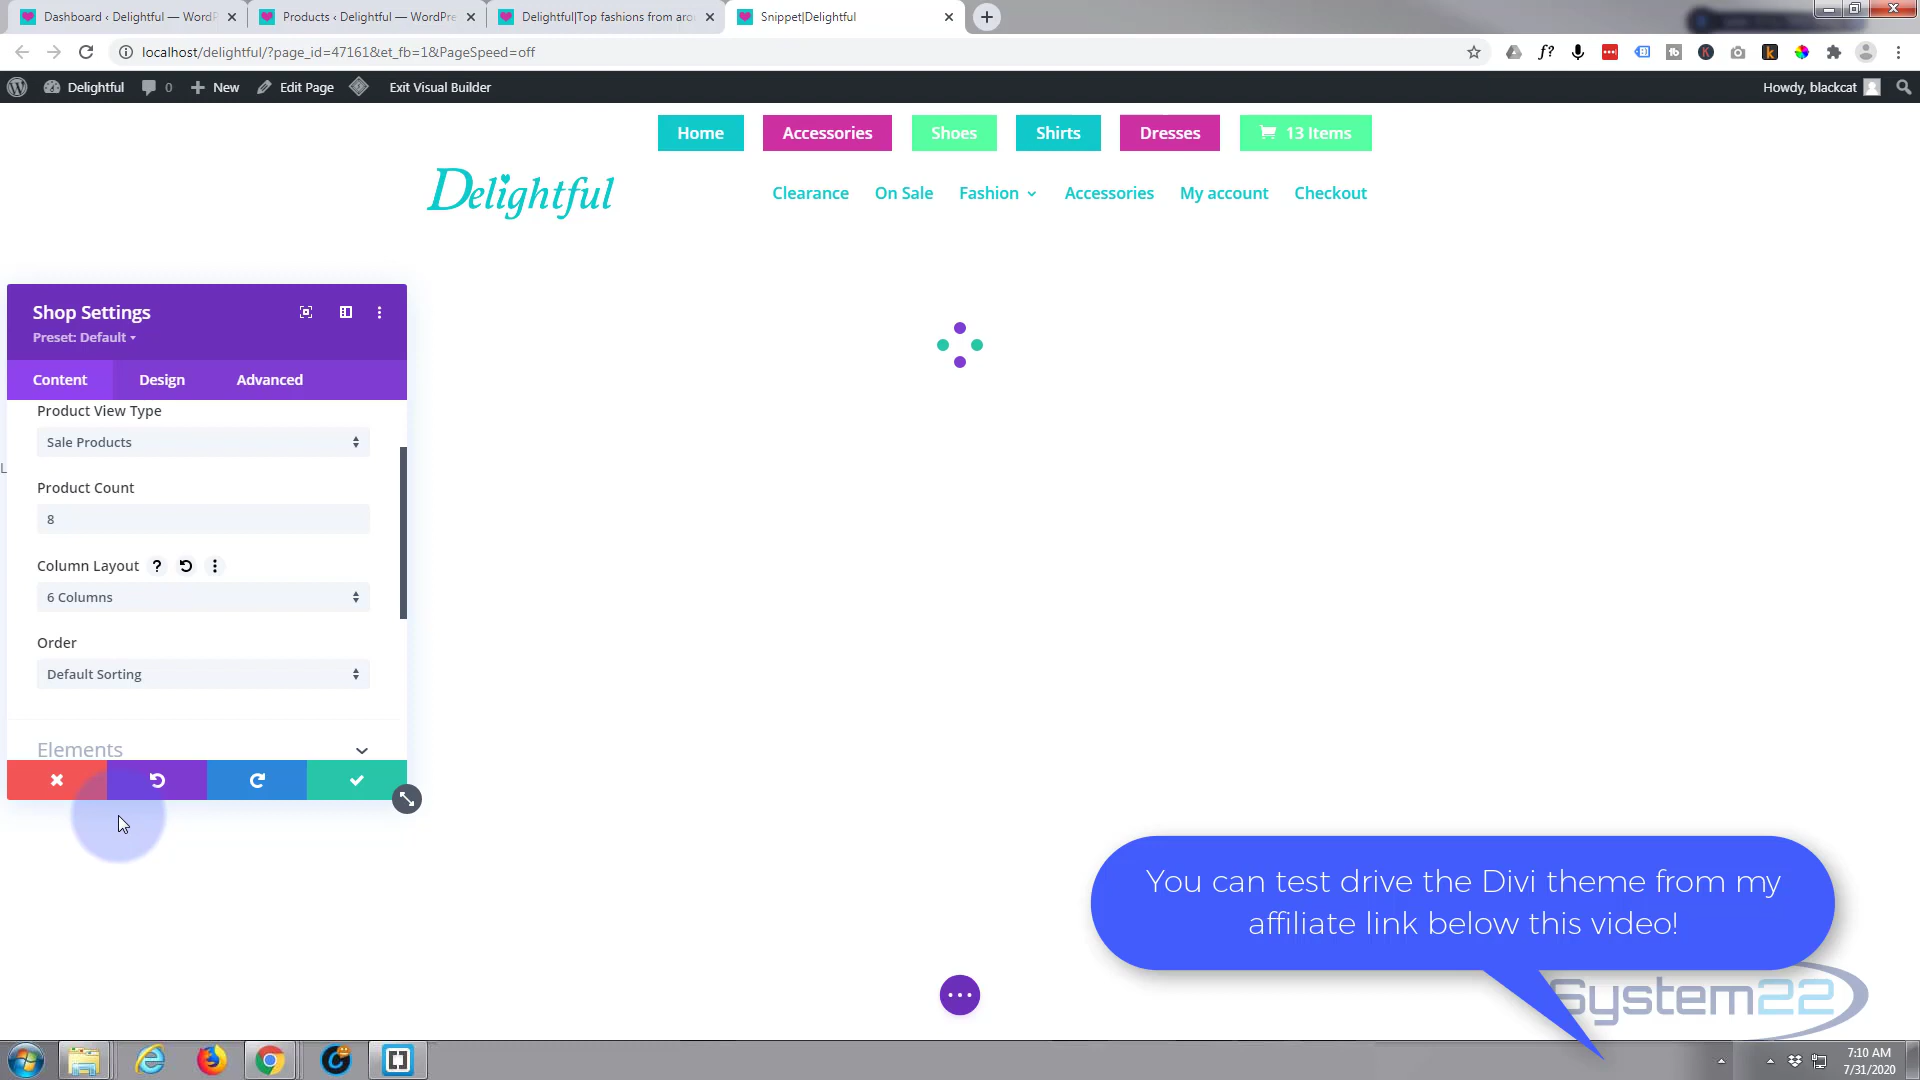 Dashboard ‹ Delightful — WordP
Products ‹ Delightful — WordPre
Delightful|Top fashions from arou
Snippet|Delightful
localhost/delightful/?page_id=47161&et_fb=1&PageSpeed=off
Delightful
0
New
Edit Page
Exit Visual Builder
Howdy, blackcat
Home
Accessories
Shoes
Shirts
Dresses
13 Items
Delightful
Clearance
On Sale
Fashion
Accessories
My account
Checkout
Shop Settings
Preset: Default
Content
Design
Advanced
Product View Type
Sale Products
Product Count
8
Column Layout
6 Columns
Order
Default Sorting
Elements
You can test drive the Divi theme from my
affiliate link below this video!
System22
7:10 AM
7/31/2020